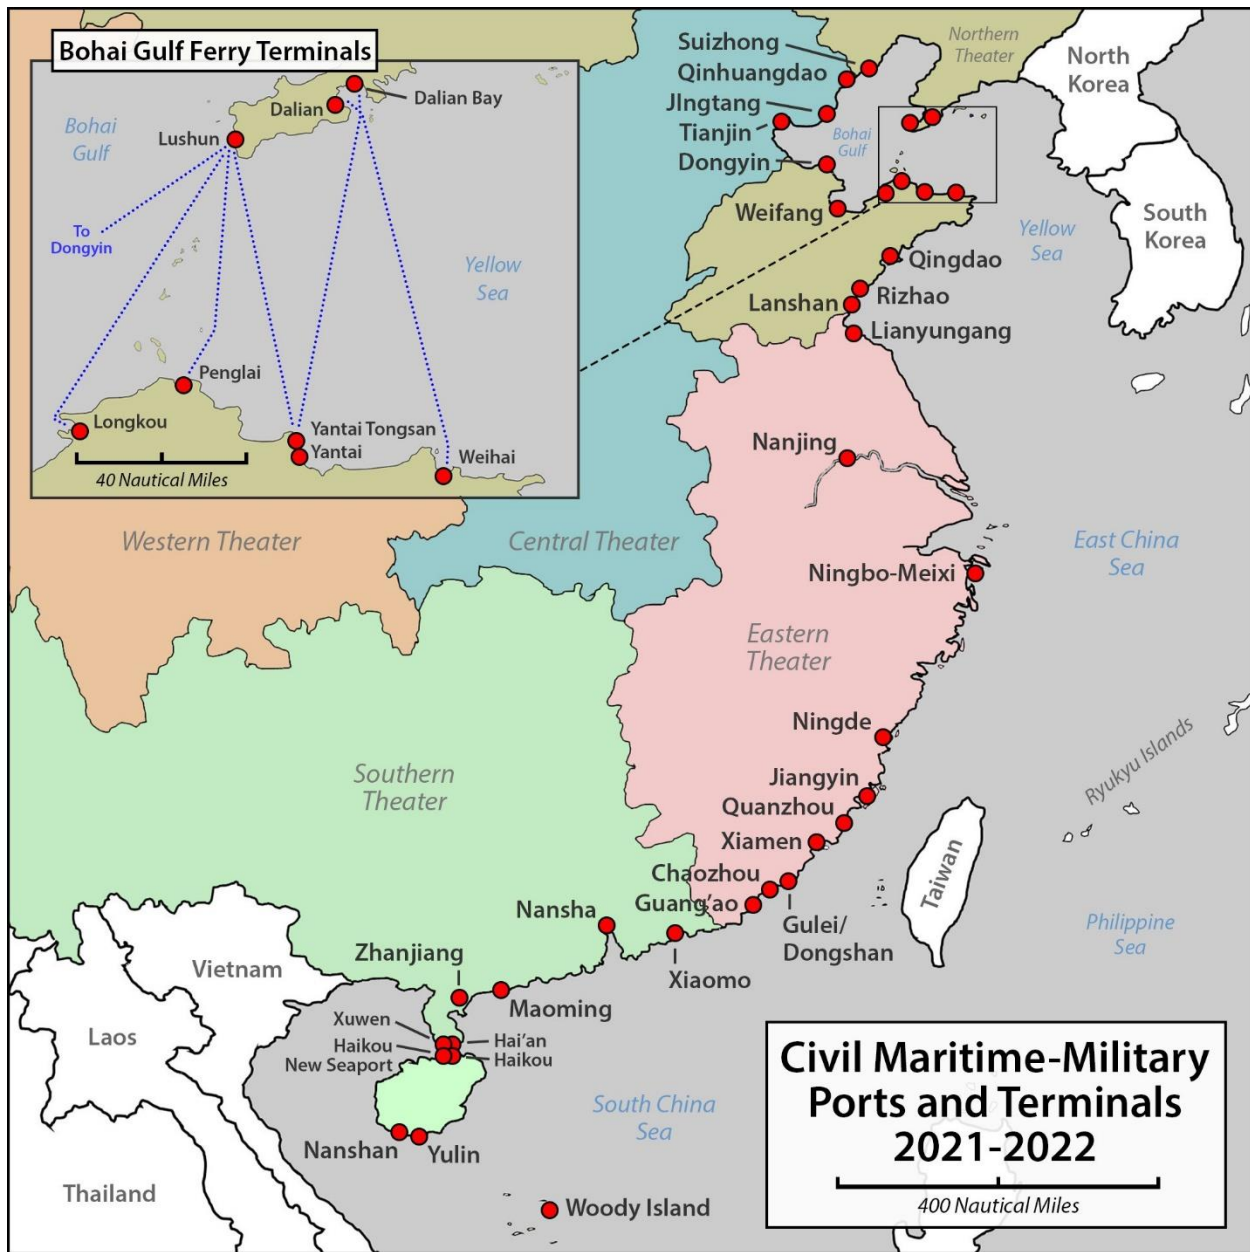 Bohai Gulf Ferry Terminals
Bohai
Gulf
Dalian
Dalian Bay
Lushun
To
Dongyin
Yellow
Sea
Penglai
Longkou
Yantai Tongsan
Yantai
Weihai
40 Nautical Miles
Suizhong
Qinhuangdao
JIngtang
Tianjin
Dongyin
Weifang
Bohai
Gulf
Northern
Theater
North
Korea
South
Korea
Yellow
Sea
Qingdao
Rizhao
Lanshan
Lianyungang
Nanjing
Western Theater
Central Theater
East China
Sea
Ningbo-Meixi
Eastern
Theater
Ningde
Southern
Theater
Jiangyin
Quanzhou
Xiamen
Chaozhou
Guang'ao
Gulei/
Dongshan
Ryukyu Islands
Taiwan
Philippine
Sea
Nansha
Xiaomo
Zhanjiang
Maoming
Vietnam
Laos
Thailand
Xuwen
Haikou
New Seaport
Hai'an
Haikou
Nanshan
Yulin
South China
Sea
Woody Island
Civil Maritime-Military
Ports and Terminals
2021-2022
400 Nautical Miles